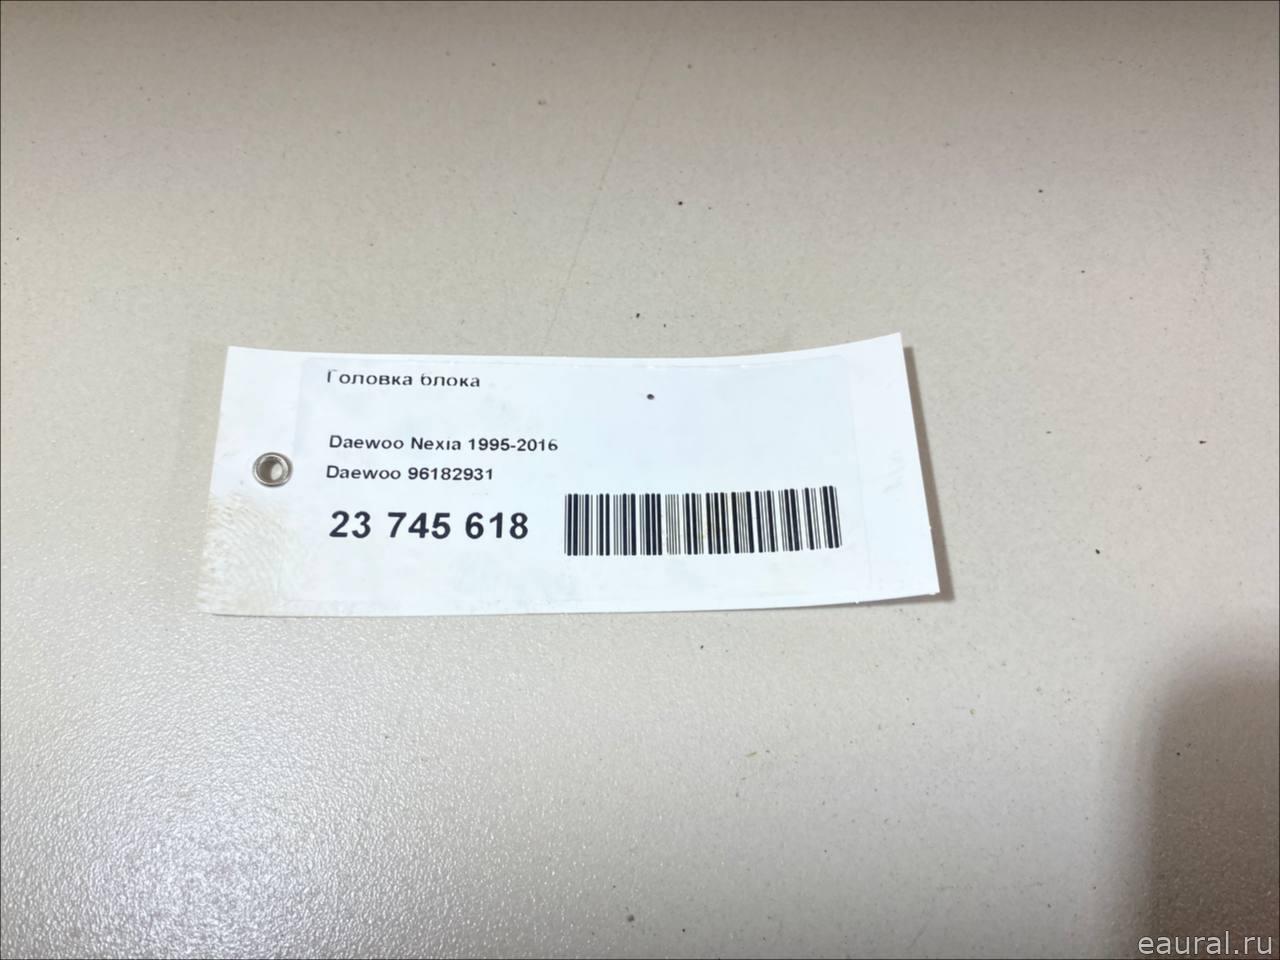 Головка блока
Daewoo Nexia 1995-2016
Daewoo 96182931
23 745 618
eaural.ru